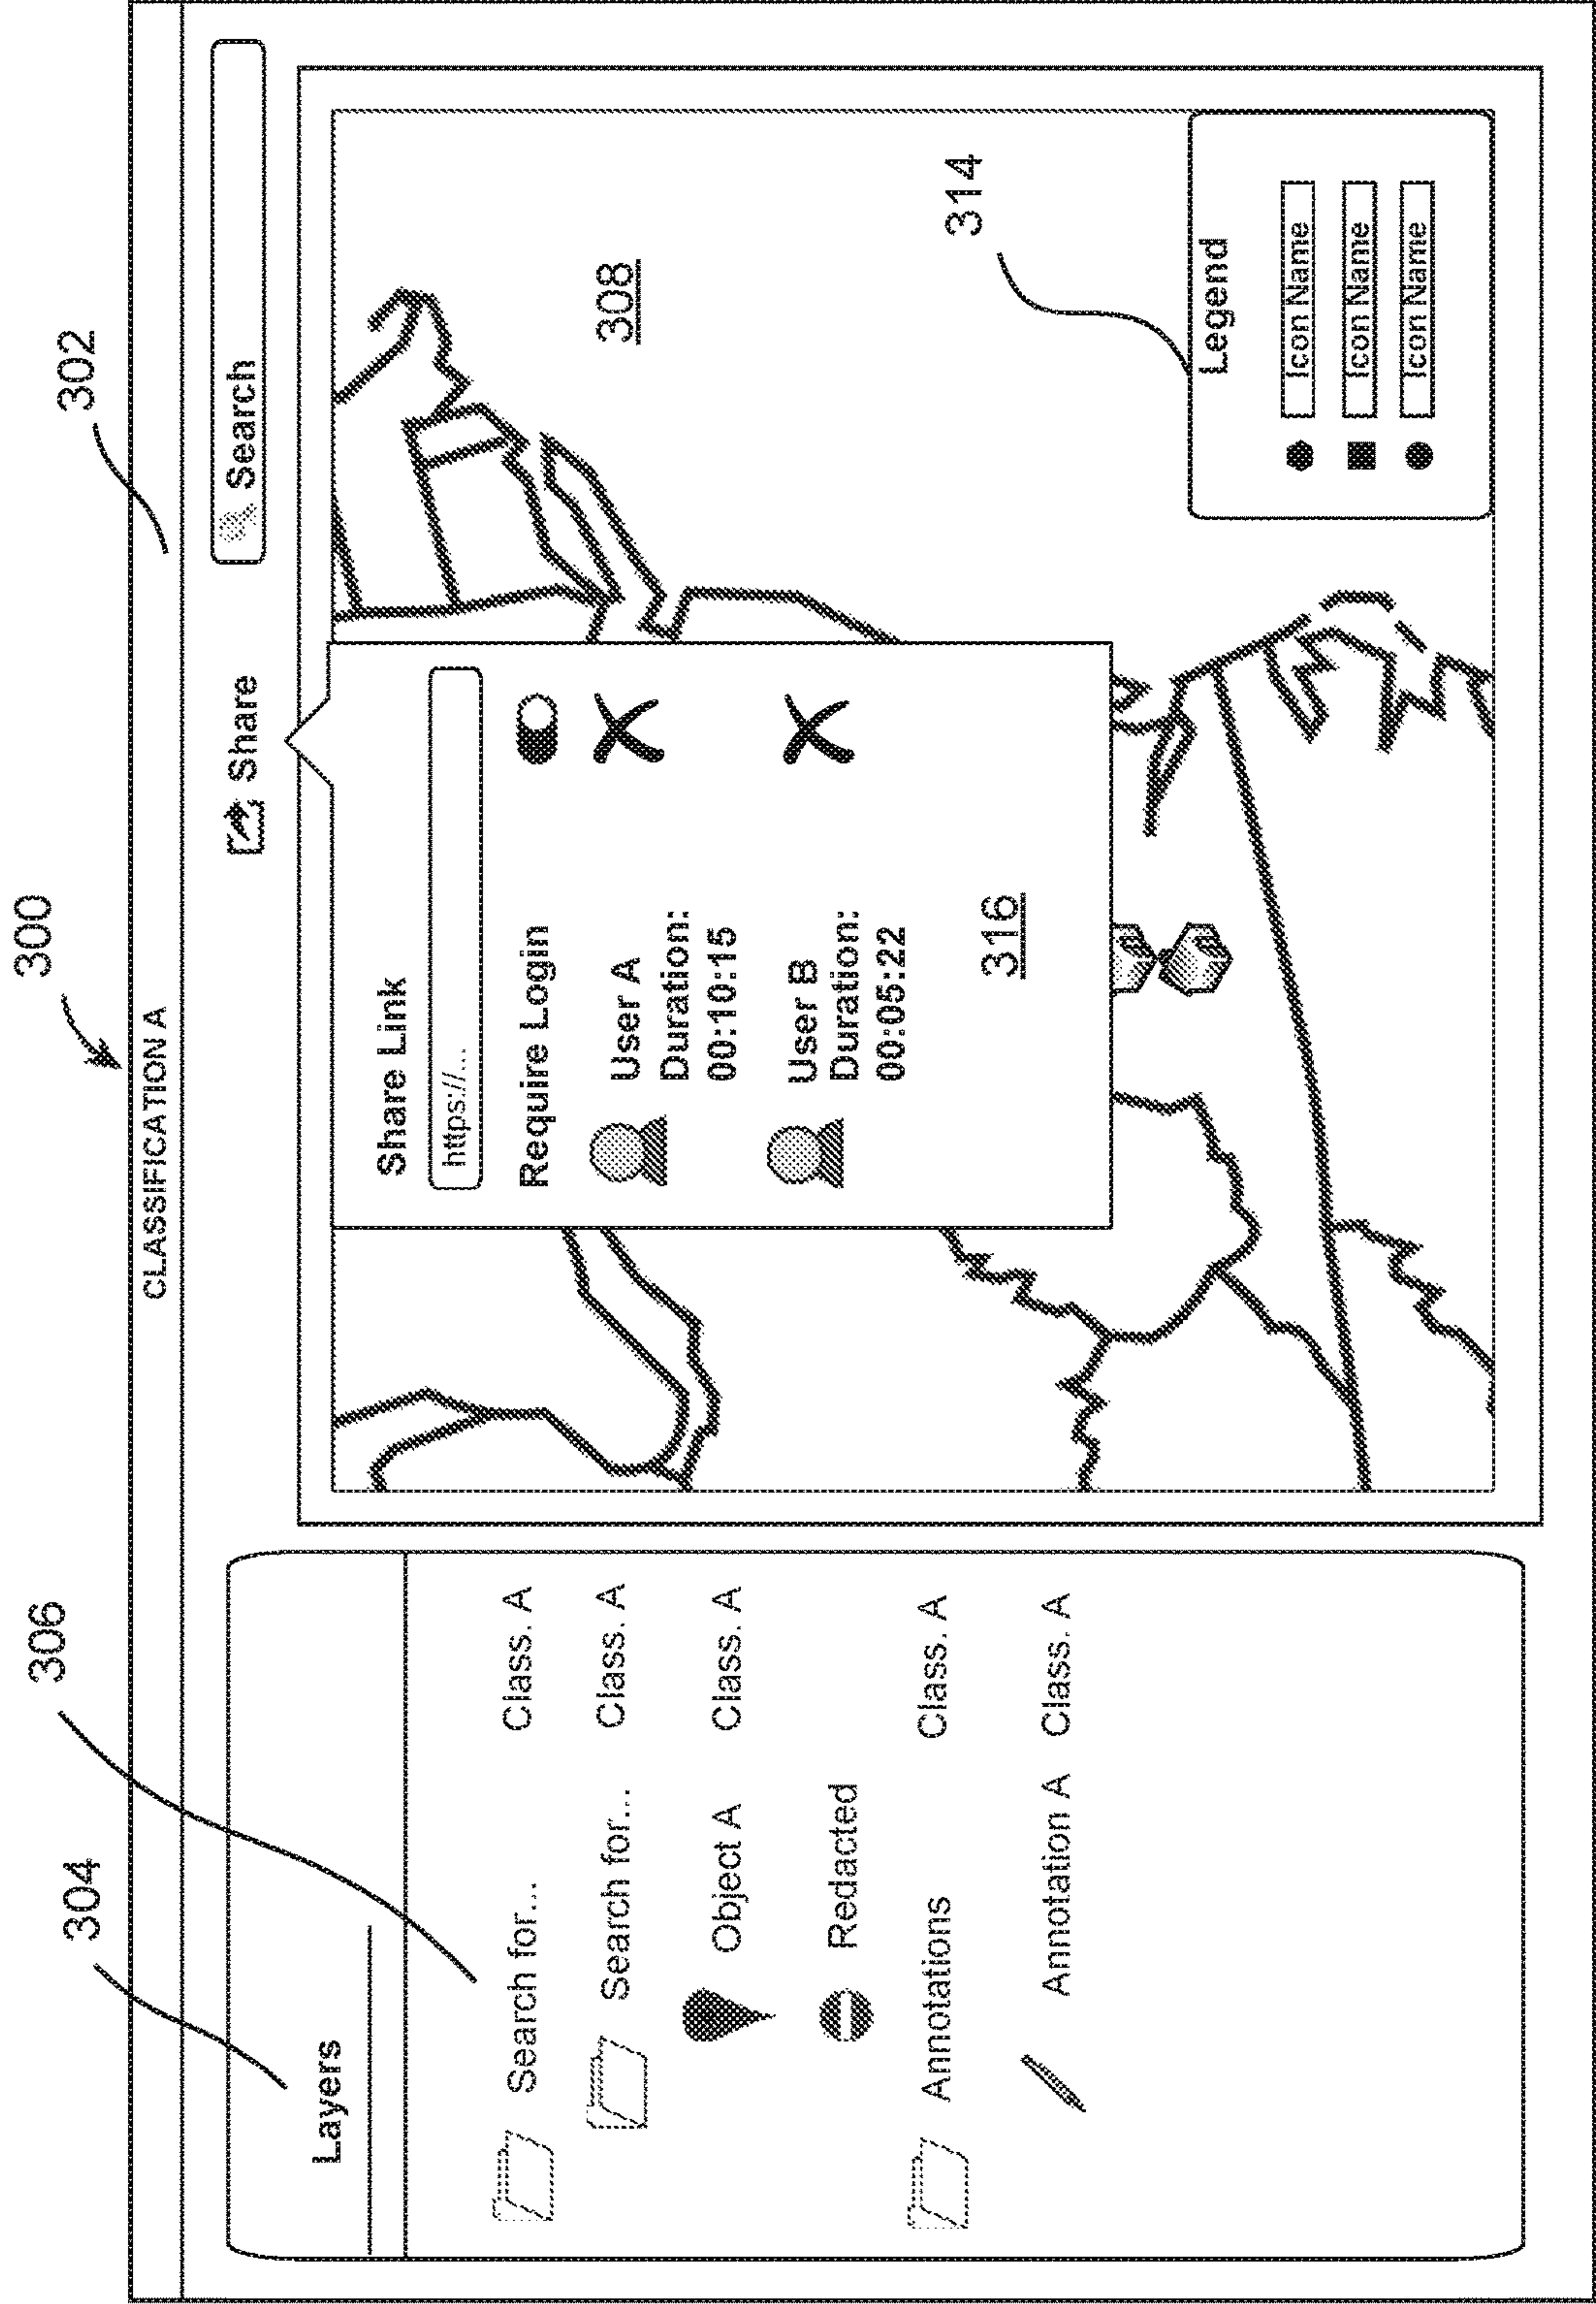 300
302
CLASSIFICATION A
304
306
Share
Search
Layers
Search for... Class. A
Search for... Class. A
Object A Class. A
Redacted
Annotations Class. A
Annotation A Class. A
Share Link
https://...
Require Login
User A
Duration:
00:10:15
User B
Duration:
00:05:22
316
308
314
Legend
Icon Name
Icon Name
Icon Name